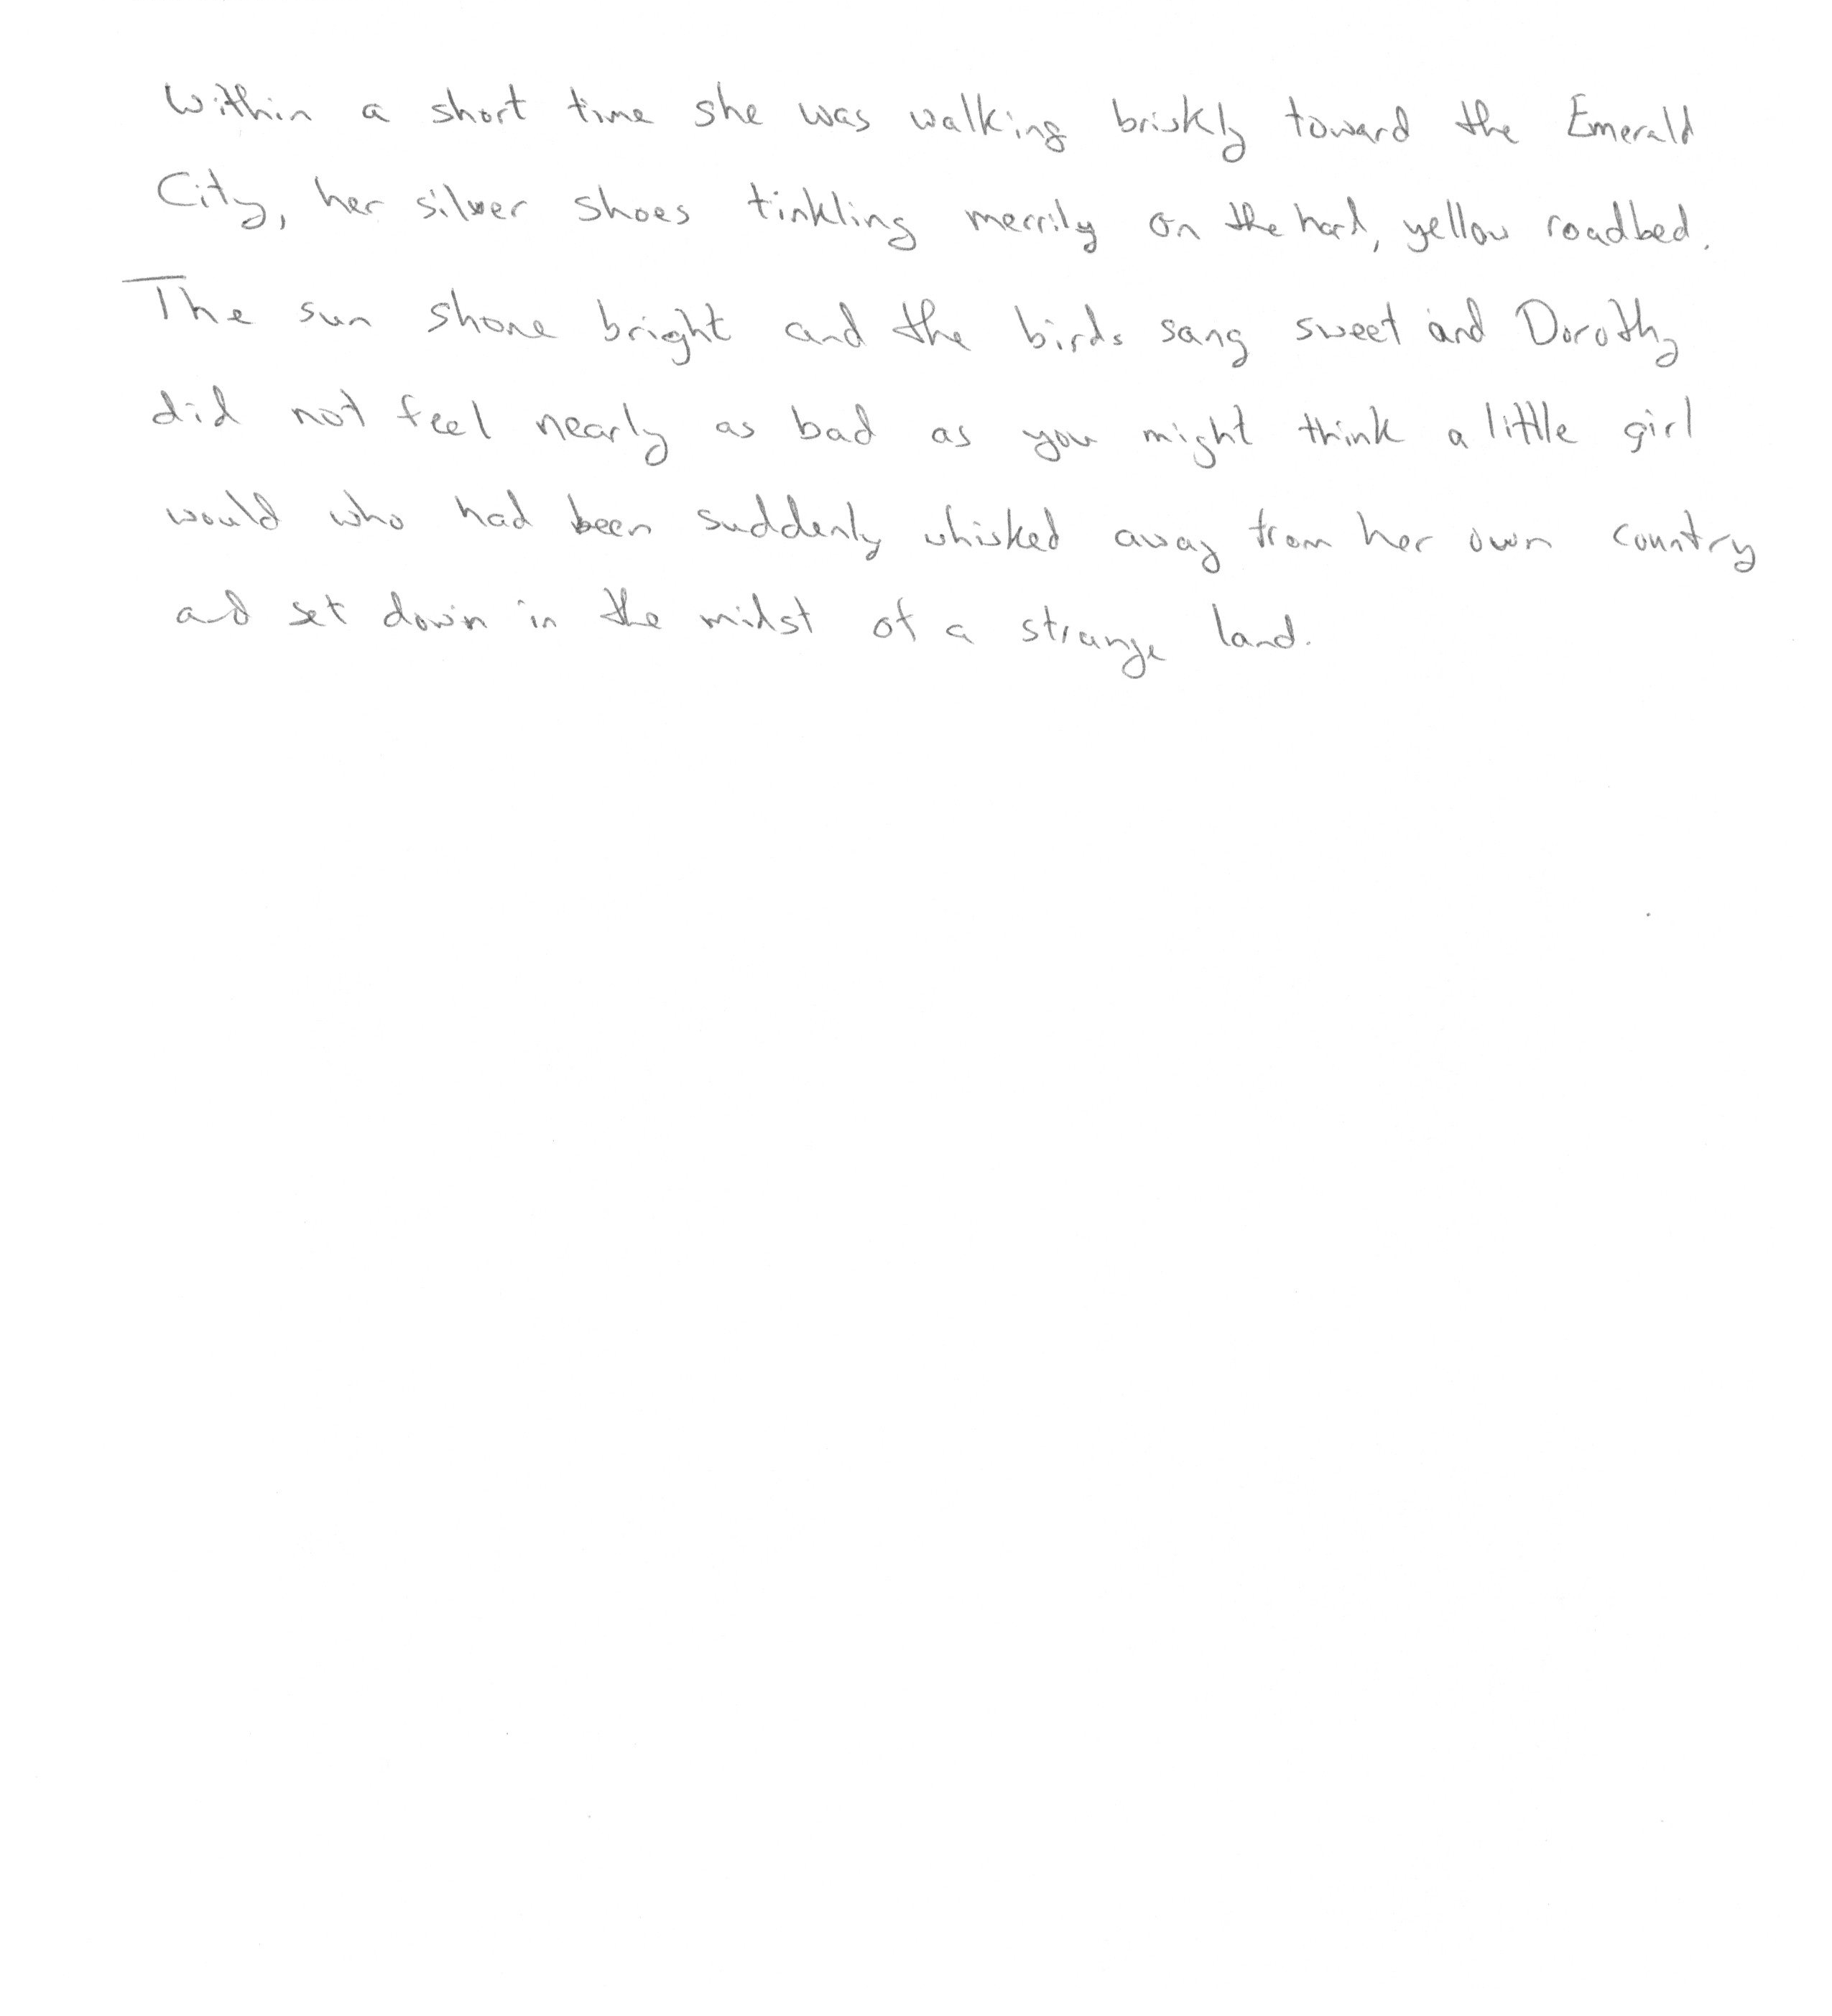 Within a short time she was walking briskly toward the Emerald
City, her silver shoes tinkling merrily on the hard, yellow roadbed.
The sun shone bright and the birds sang sweet and Dorothy
did not feel nearly as bad as you might think a little girl
would who had been suddenly whisked away from her own country
and set down in the midst of a strange land.